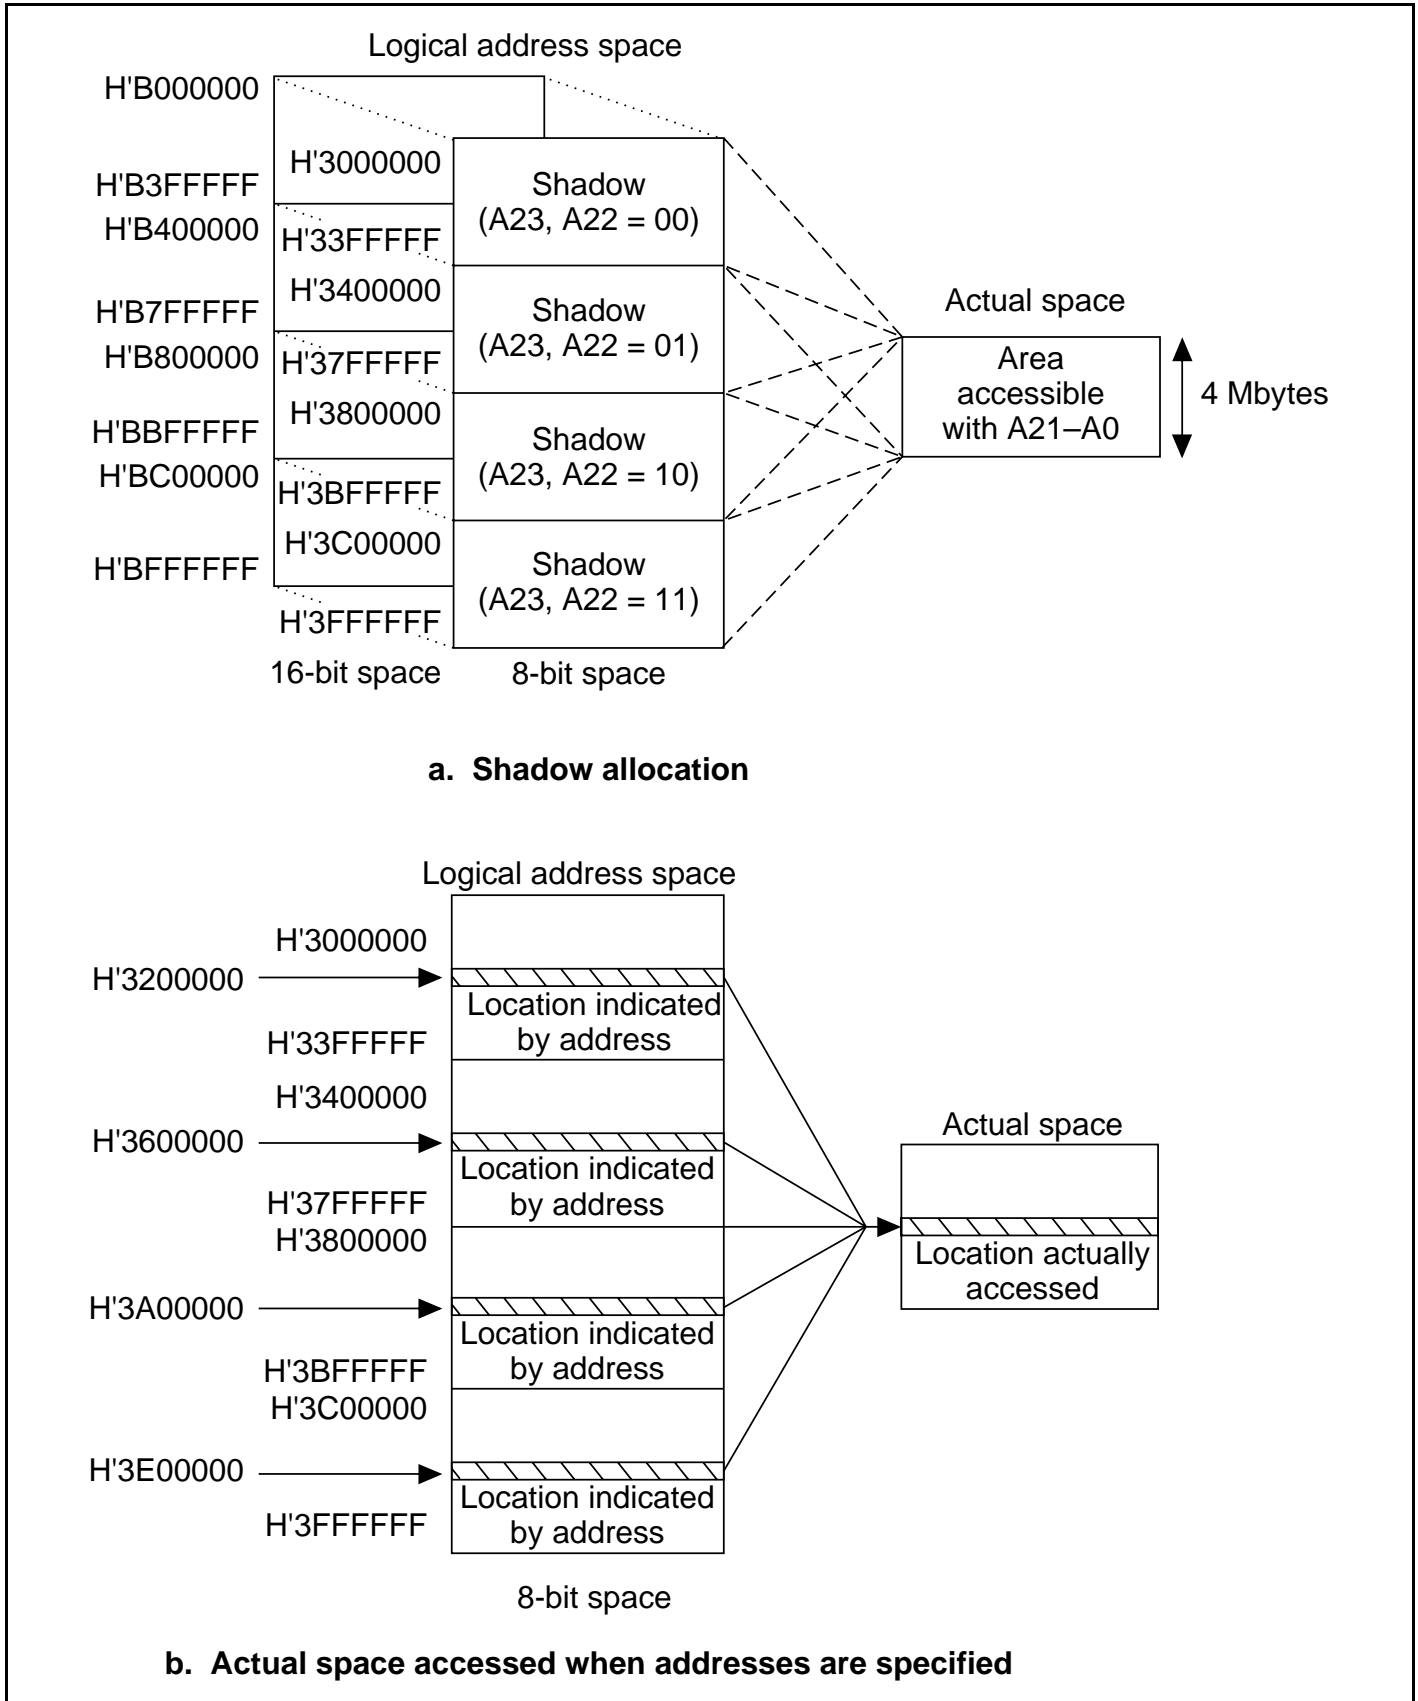 Logical address space
H'B000000
H'3000000
H'B3FFFFF
H'B400000
H'33FFFFF
H'3400000
H'B7FFFFF
H'B800000
H'37FFFFF
H'3800000
H'BBFFFFF
H'BC00000
H'3BFFFFF
H'3C00000
H'BFFFFFF
H'3FFFFFF
16-bit space
8-bit space
Shadow
(A23, A22 = 00)
Shadow
(A23, A22 = 01)
Shadow
(A23, A22 = 10)
Shadow
(A23, A22 = 11)
Actual space
Area
accessible
with A21–A0
4 Mbytes
a. Shadow allocation
Logical address space
H'3000000
H'3200000
Location indicated
by address
H'33FFFFF
H'3400000
H'3600000
Location indicated
by address
H'37FFFFF
H'3800000
H'3A00000
Location indicated
by address
H'3BFFFFF
H'3C00000
H'3E00000
Location indicated
by address
H'3FFFFFF
8-bit space
Actual space
Location actually
accessed
b. Actual space accessed when addresses are specified